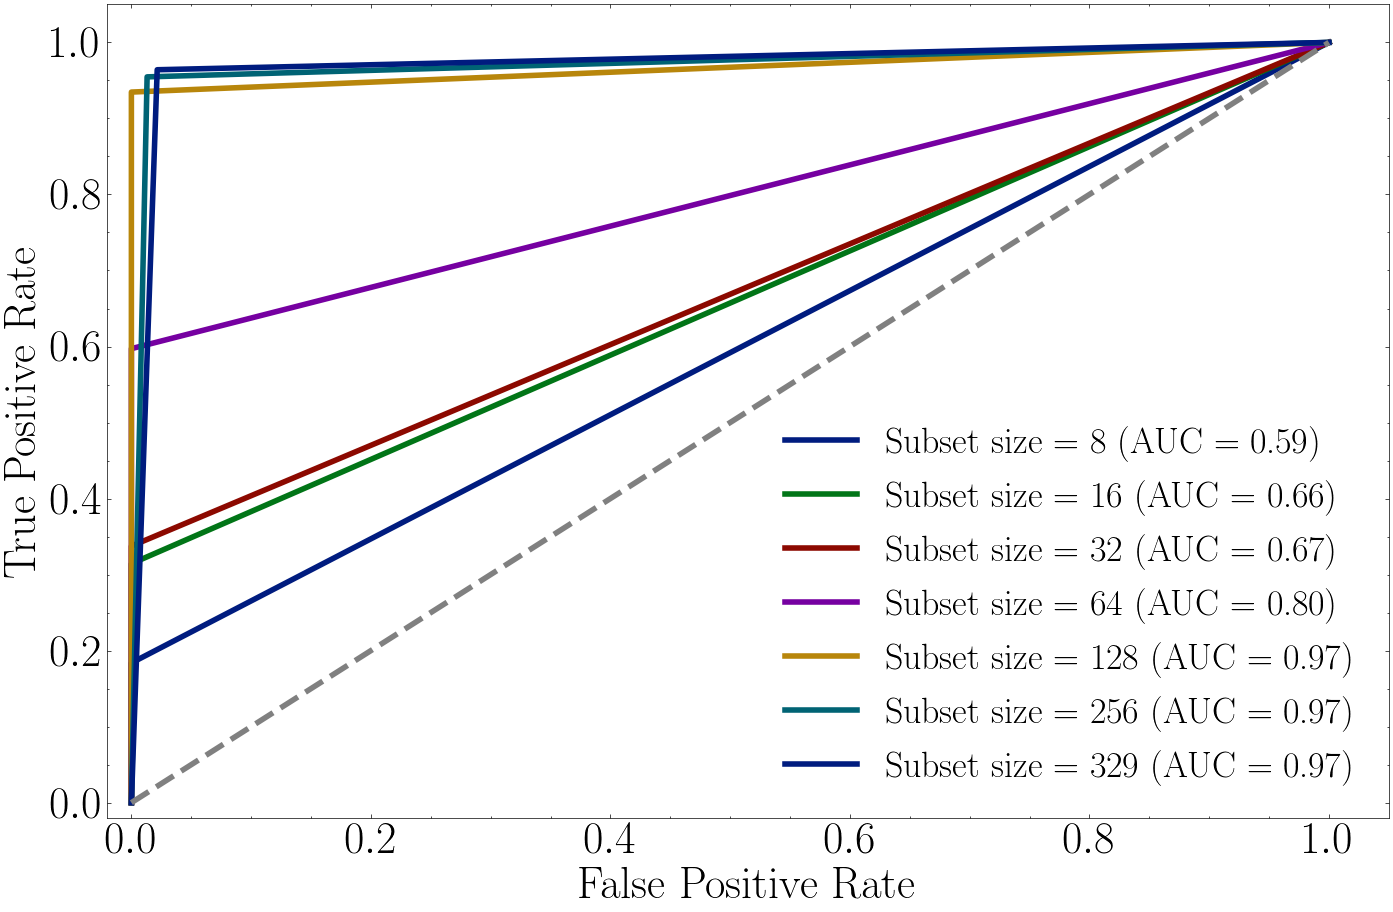 1.0
0.8
0.6
0.4
0.2
0.0
True Positive Rate
Subset size = 8 (AUC = 0.59)
Subset size = 16 (AUC = 0.66)
Subset size = 32 (AUC = 0.67)
Subset size = 64 (AUC = 0.80)
Subset size = 128 (AUC = 0.97)
Subset size = 256 (AUC = 0.97)
Subset size = 329 (AUC = 0.97)
0.0 0.2 0.4 0.6 0.8 1.0
False Positive Rate